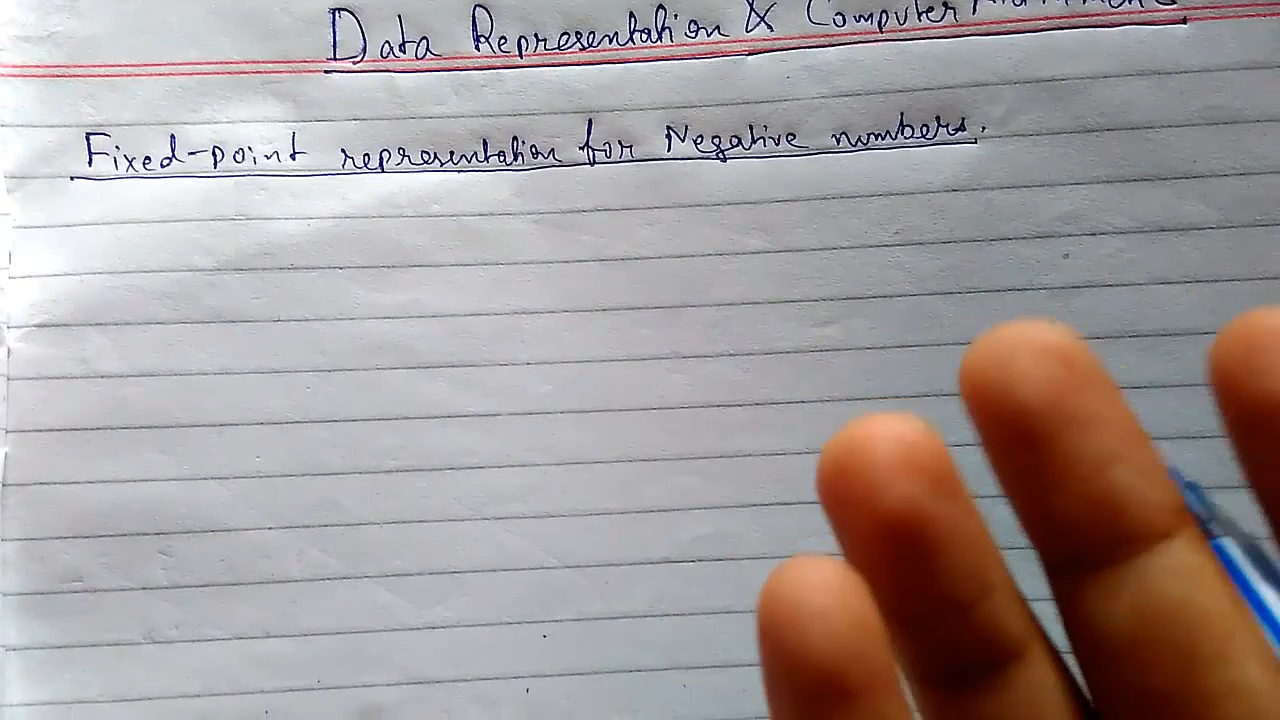 Data Representation & Computer
Fixed-point representation for Negative numbers.